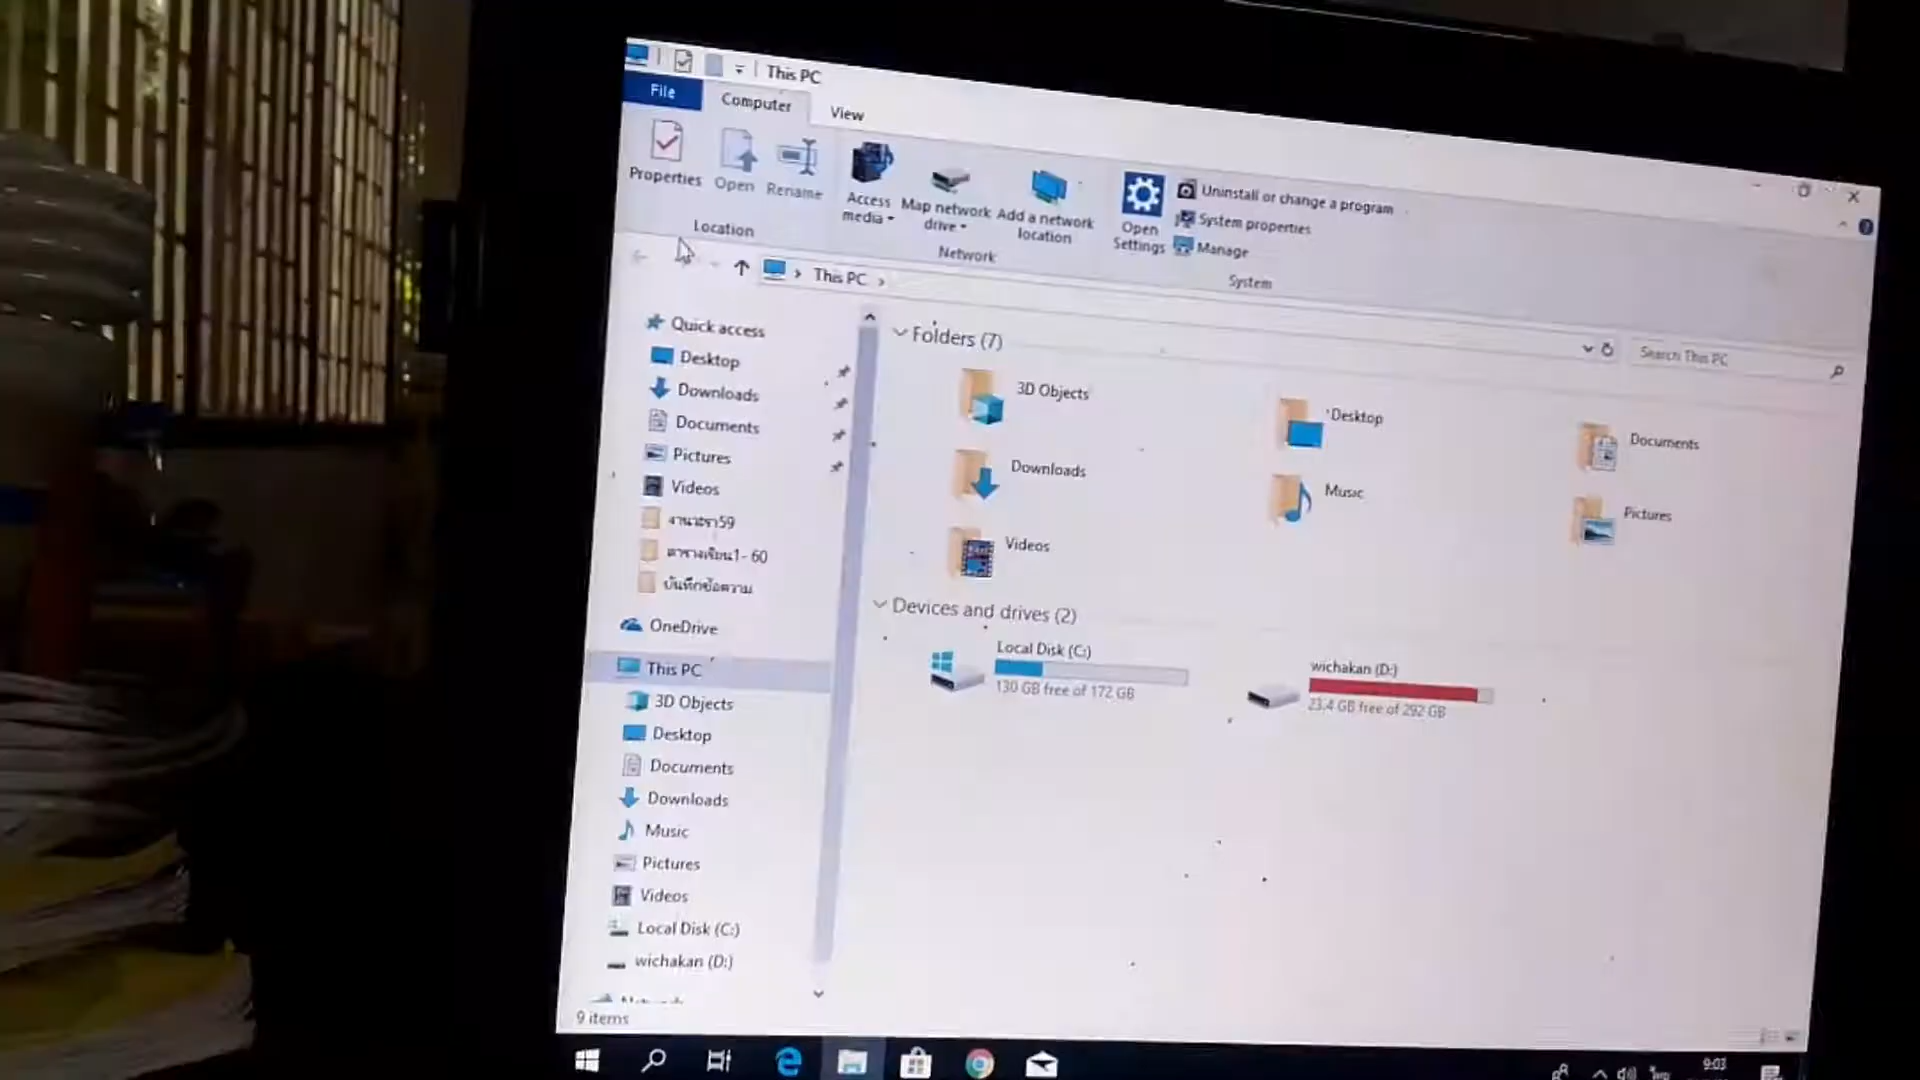 This PC
File
Computer
View
Properties
Open
Rename
Access media
Map network drive
Add a network location
Open Settings
Uninstall or change a program
System properties
Manage
Location
Network
System
This PC
Search This PC
Quick access
Desktop
Downloads
Documents
Pictures
Videos
ตารางเรียน1-60
บันทึกข้อความ
OneDrive
This PC
3D Objects
Desktop
Documents
Downloads
Music
Pictures
Videos
Local Disk (C:)
wichakan (D:)
Folders (7)
3D Objects
Desktop
Documents
Downloads
Music
Pictures
Videos
Devices and drives (2)
Local Disk (C:)
130 GB free of 172 GB
wichakan (D:)
23.4 GB free of 292 GB
9 items
9:03